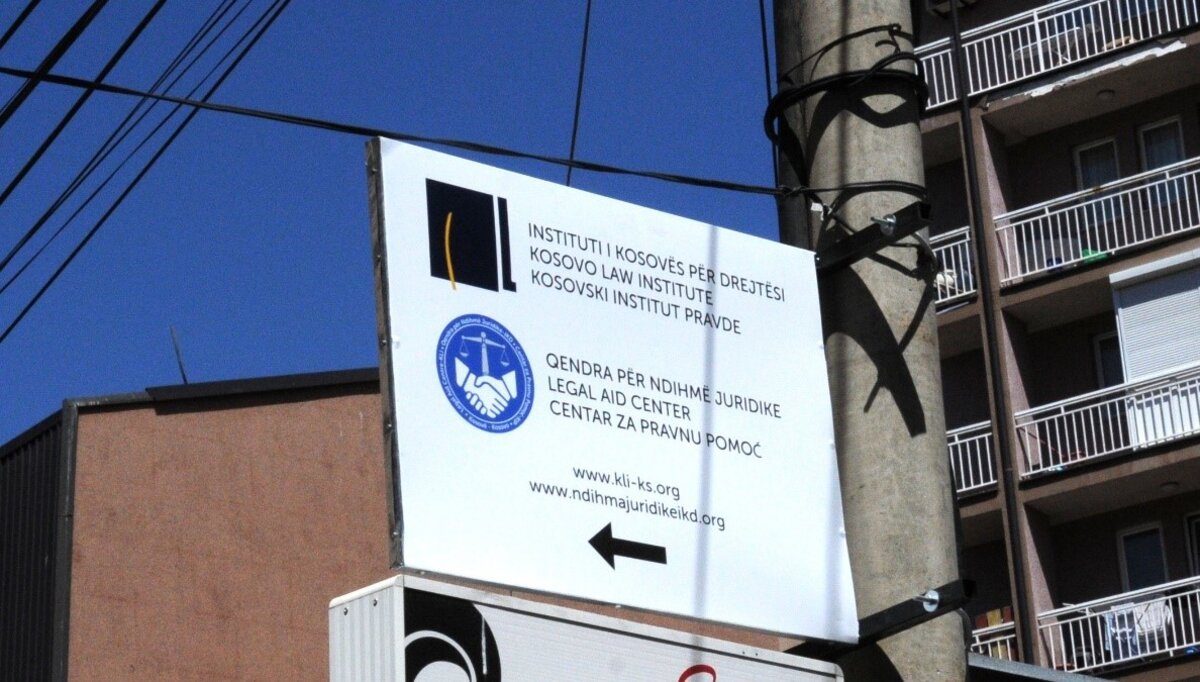 INSTITUTI I KOSOVËS PËR DREJTËSI
KOSOVO LAW INSTITUTE
KOSOVSKI INSTITUT PRAVDE
QENDRA PËR NDIHMË JURIDIKE
LEGAL AID CENTER
CENTAR ZA PRAVNU POMOĆ
www.kli-ks.org
www.ndihmajuridikeikd.org